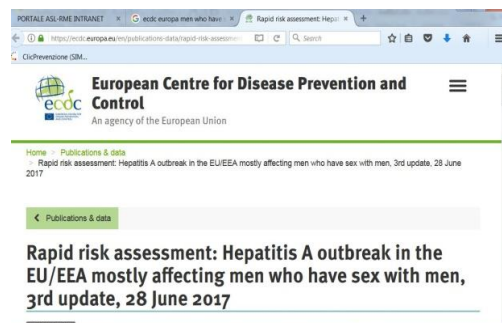 PORTALE ASL-RME INTRANET
ecdc europa men who have s
Rapid risk assessment: Hepat
https://ecdc.europa.eu/en/publications-data/rapid-risk-assessmen
Search
ClicPrevenzione (SIM...
ecdc
European Centre for Disease Prevention and
Control
An agency of the European Union
Home > Publications & data
> Rapid risk assessment: Hepatitis A outbreak in the EU/EEA mostly affecting men who have sex with men, 3rd update, 28 June
2017
Publications & data
Rapid risk assessment: Hepatitis A outbreak in the
EU/EEA mostly affecting men who have sex with men,
3rd update, 28 June 2017